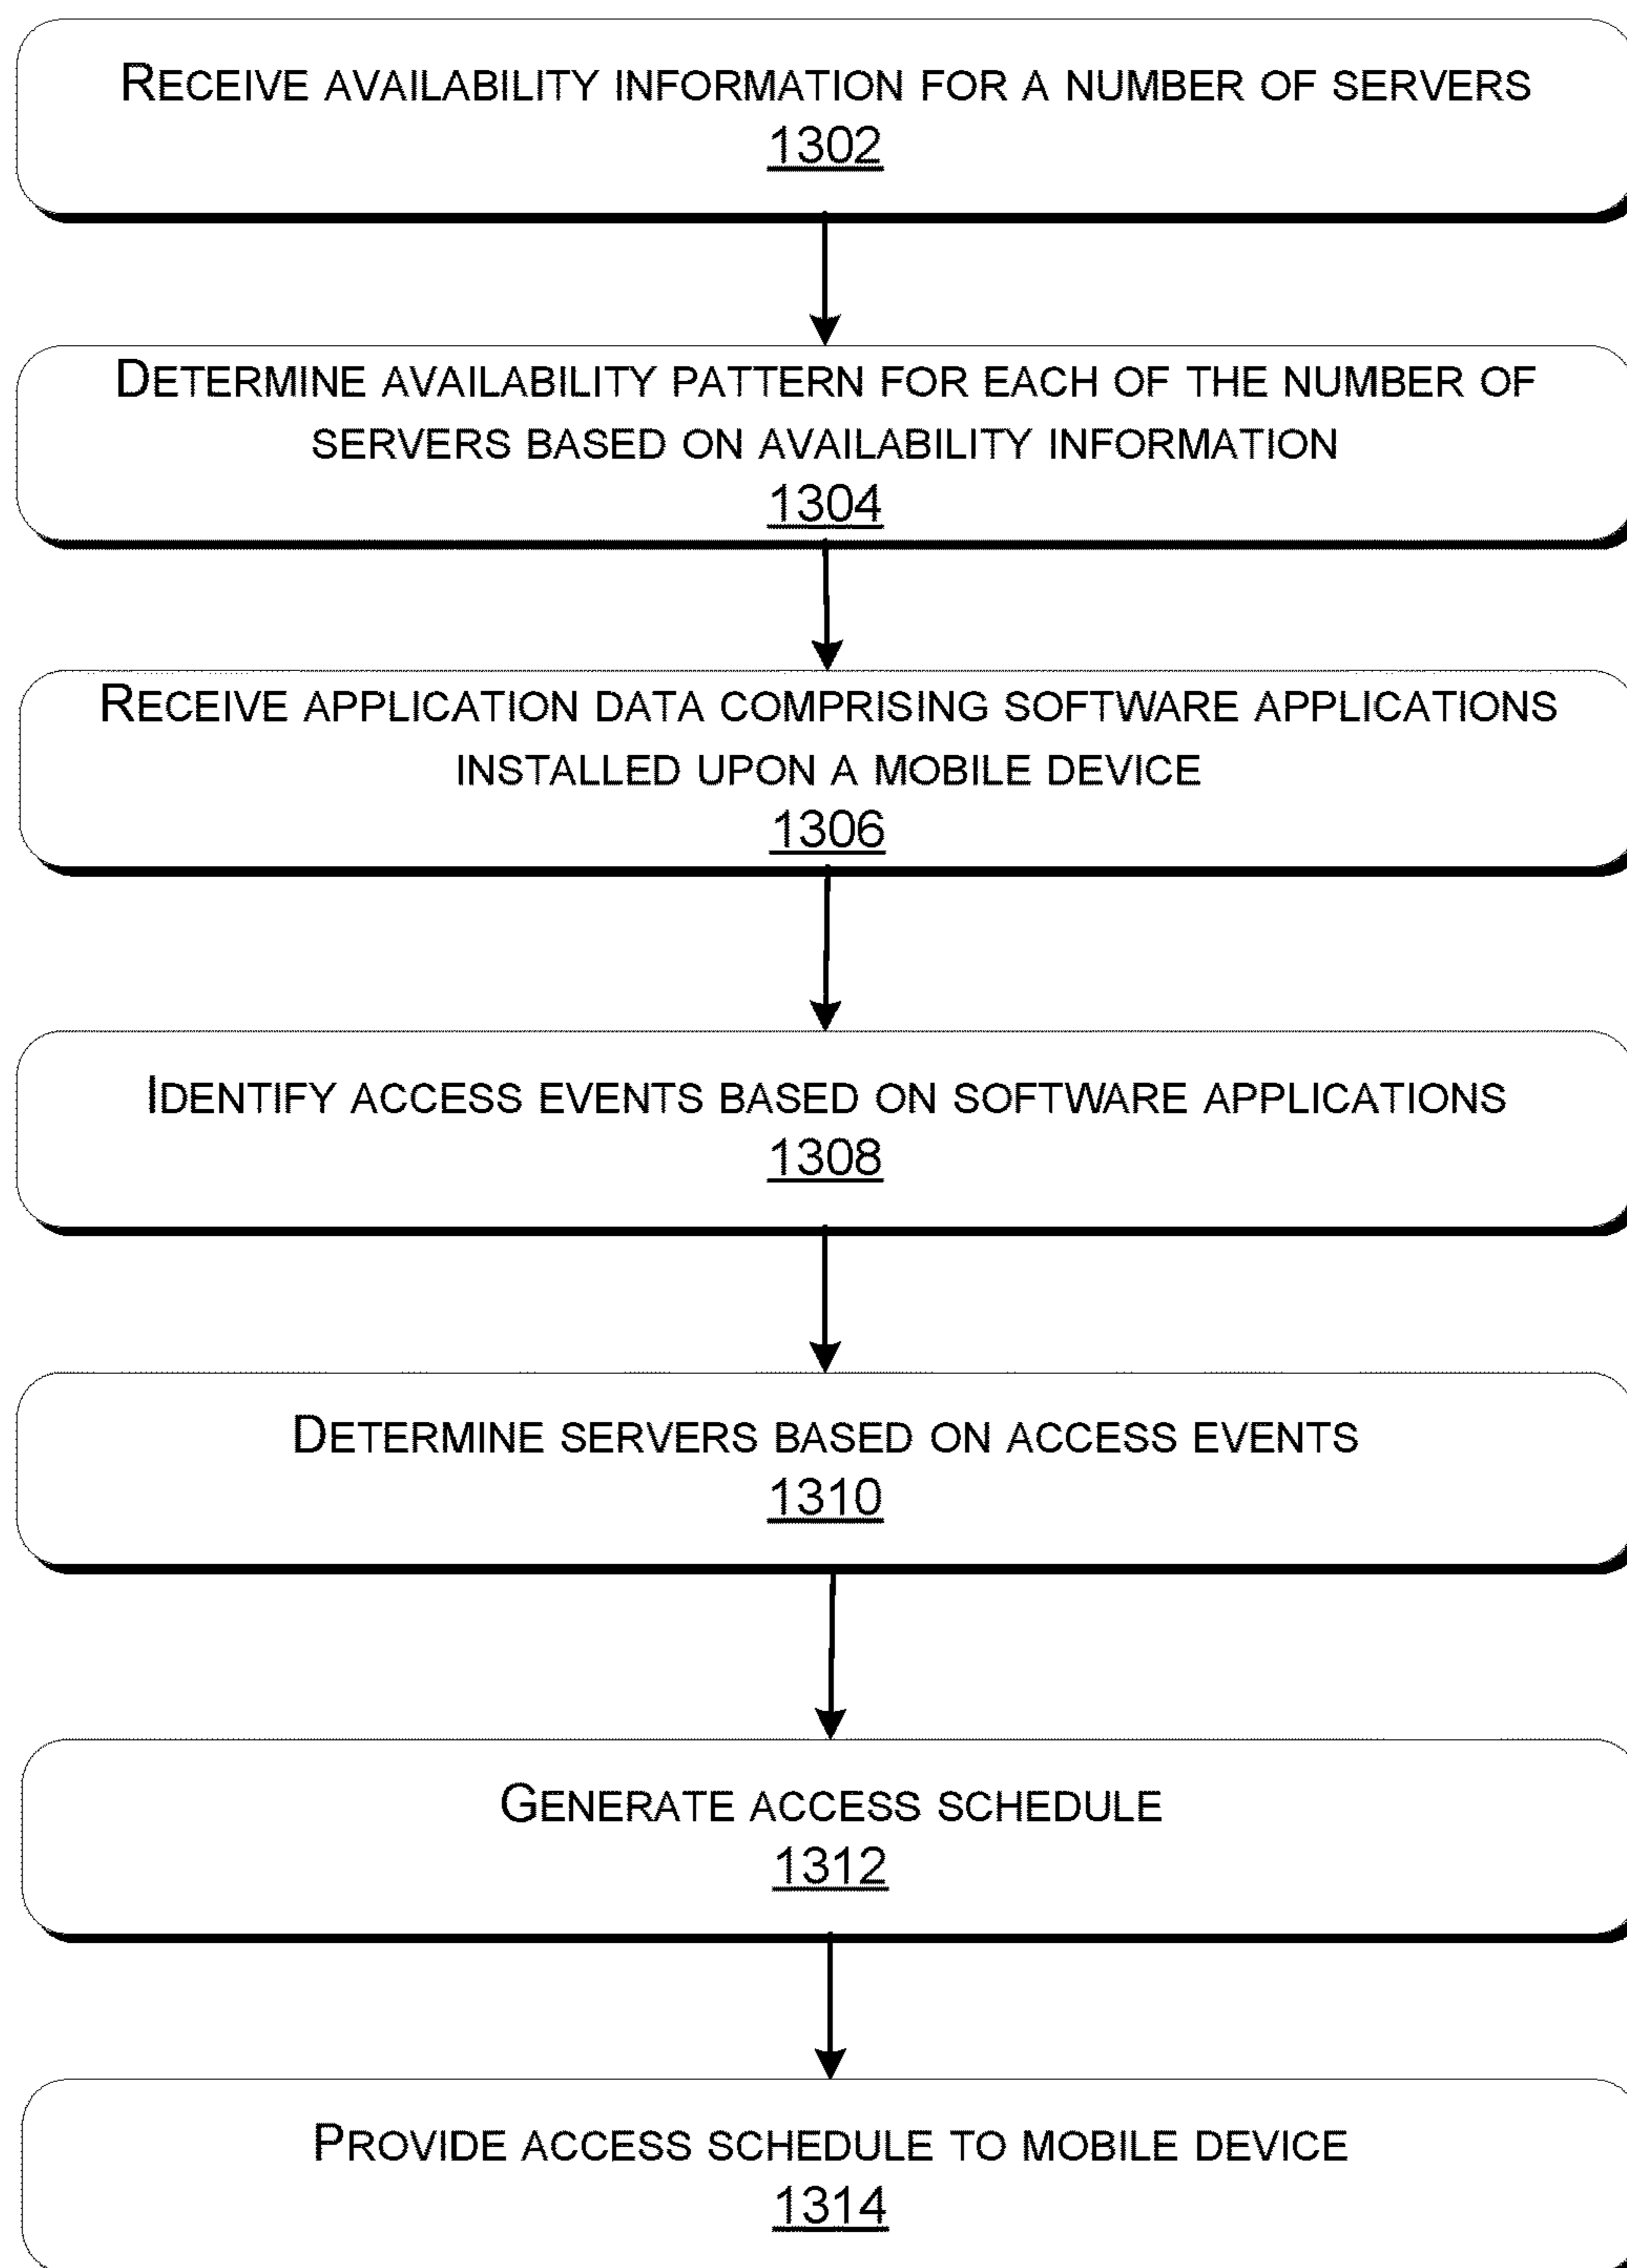 RECEIVE AVAILABILITY INFORMATION FOR A NUMBER OF SERVERS
1302
DETERMINE AVAILABILITY PATTERN FOR EACH OF THE NUMBER OF
SERVERS BASED ON AVAILABILITY INFORMATION
1304
RECEIVE APPLICATION DATA COMPRISING SOFTWARE APPLICATIONS
INSTALLED UPON A MOBILE DEVICE
1306
IDENTIFY ACCESS EVENTS BASED ON SOFTWARE APPLICATIONS
1308
DETERMINE SERVERS BASED ON ACCESS EVENTS
1310
GENERATE ACCESS SCHEDULE
1312
PROVIDE ACCESS SCHEDULE TO MOBILE DEVICE
1314